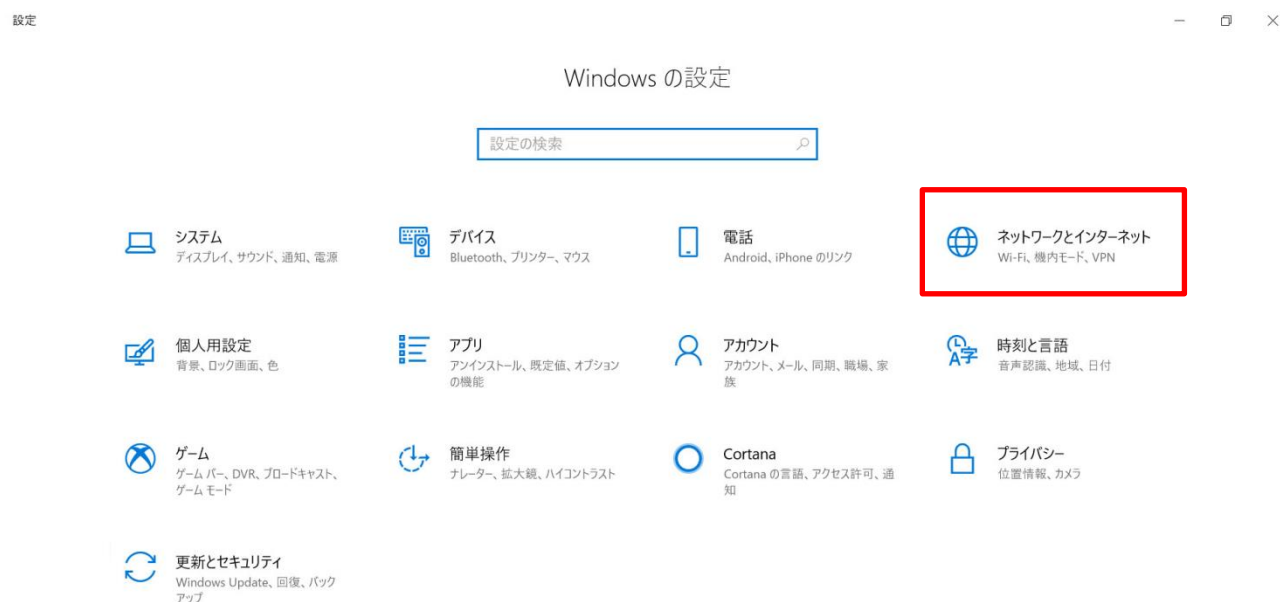 設定
Windows の設定
設定の検索
システム
ディスプレイ、サウンド、通知、電源
デバイス
Bluetooth、プリンター、マウス
電話
Android、iPhone のリンク
ネットワークとインターネット
Wi-Fi、機内モード、VPN
個人用設定
背景、ロック画面、色
アプリ
アンインストール、既定値、オプション
の機能
アカウント
アカウント、メール、同期、職場、家
族
時刻と言語
音声認識、地域、日付
ゲーム
ゲーム バー、DVR、ブロードキャスト、
ゲーム モード
簡単操作
ナレーター、拡大鏡、ハイコントラスト
Cortana
Cortana の言語、アクセス許可、通
知
プライバシー
位置情報、カメラ
更新とセキュリティ
Windows Update、回復、バック
アップ